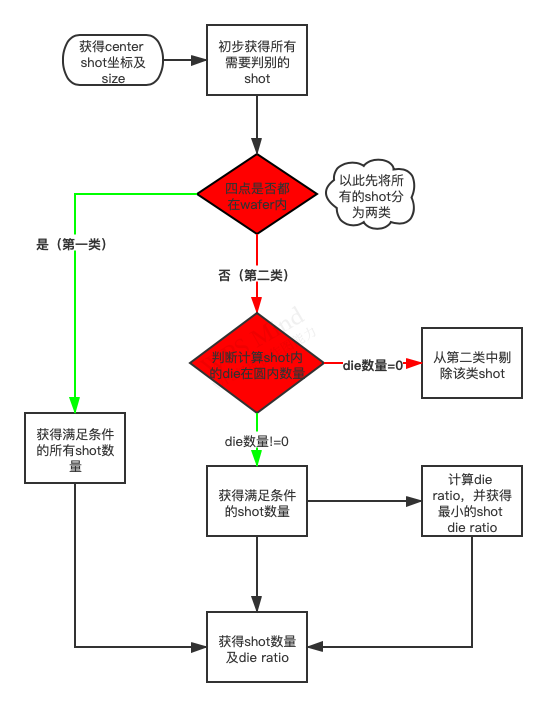 获得center
shot坐标及
size
初步获得所有
需要判别的
shot
四点是否都
在wafer内
以此先将所
有的shot分
为两类
是（第一类）
否（第二类）
判断计算shot内
的die在圆内数量
die数量=0
从第二类中剔
除该类shot
获得满足条件
的所有shot数
量
die数量!=0
获得满足条件
的shot数量
计算die
ratio，并获得
最小的shot
die ratio
获得shot数量
及die ratio